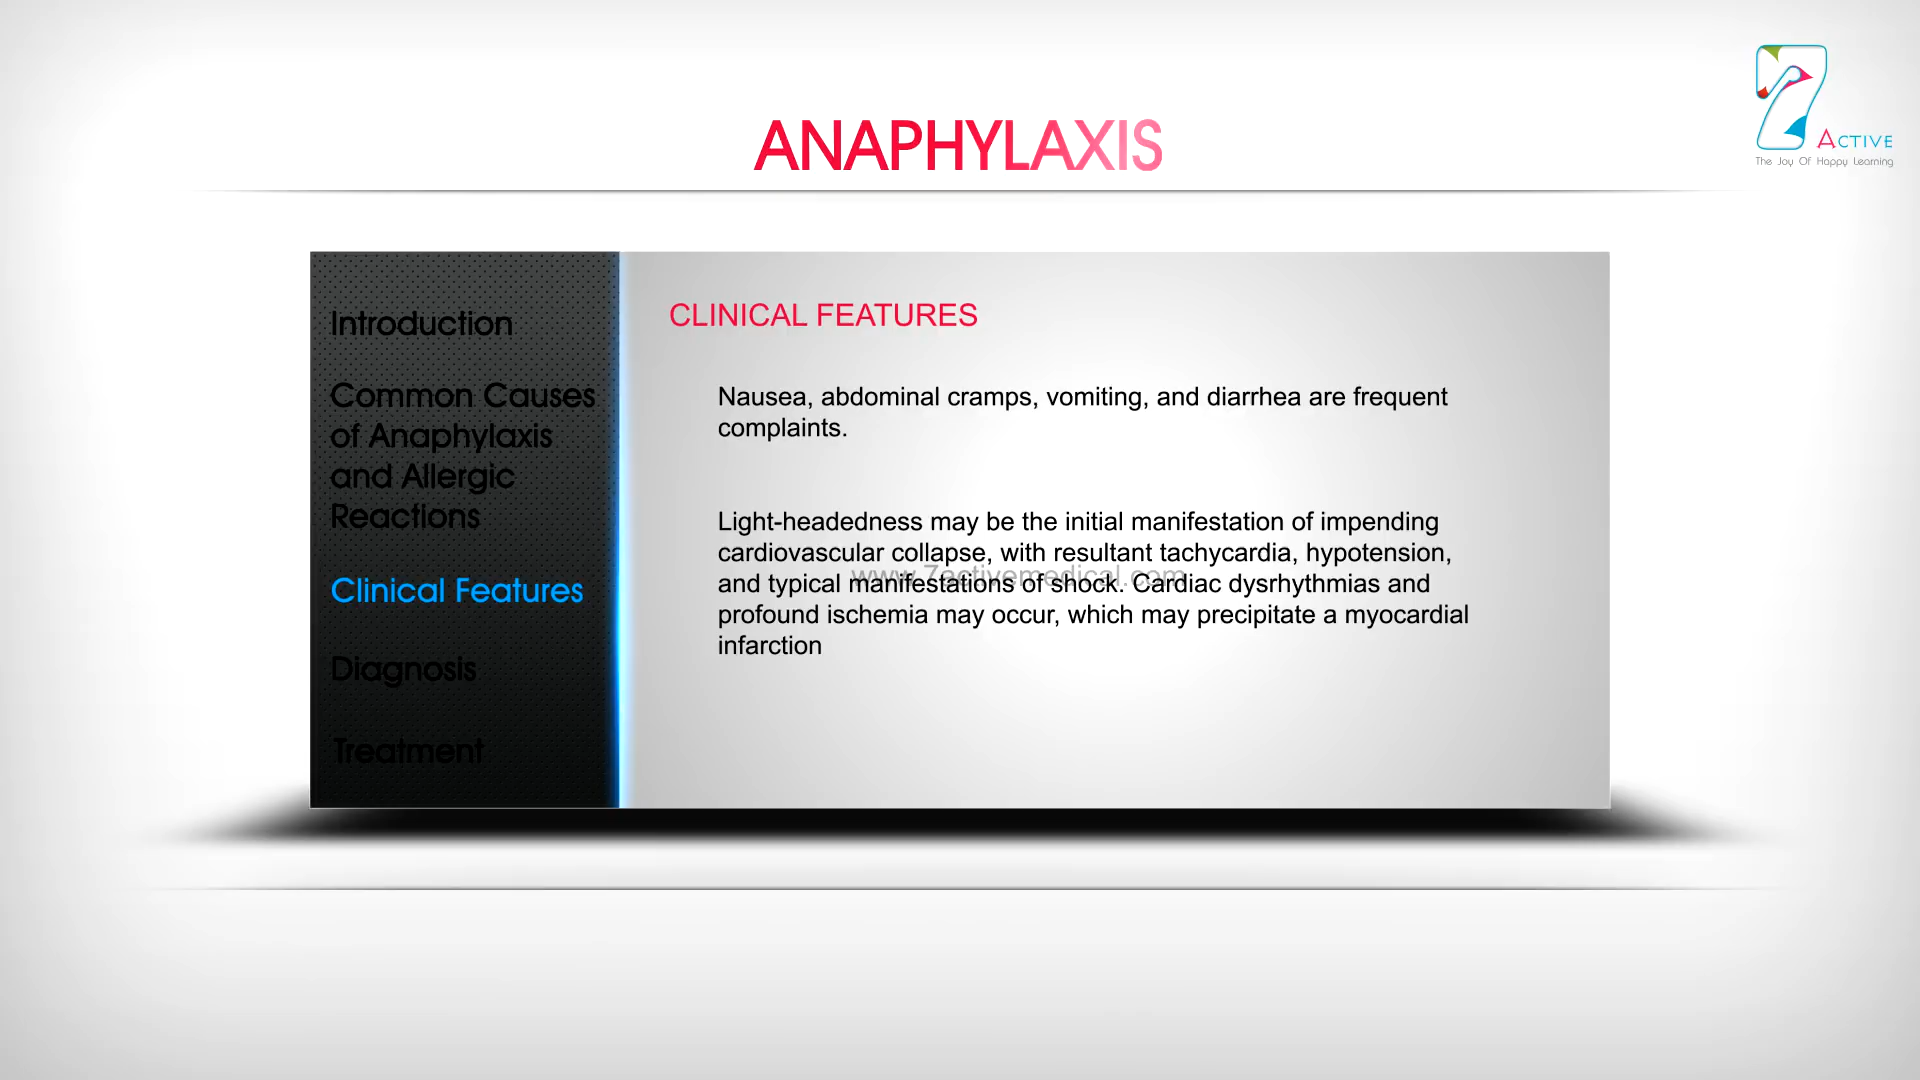 ANAPHYLAXIS
ACTIVE
The Joy Of Happy Learning
Introduction
Common Causes
of Anaphylaxis
and Allergic
Reactions
Clinical Features
Diagnosis
Treatment
CLINICAL FEATURES
Nausea, abdominal cramps, vomiting, and diarrhea are frequent
complaints.
Light-headedness may be the initial manifestation of impending
cardiovascular collapse, with resultant tachycardia, hypotension,
and typical manifestations of shock. Cardiac dysrhythmias and
profound ischemia may occur, which may precipitate a myocardial
infarction
www.7activemedical.com